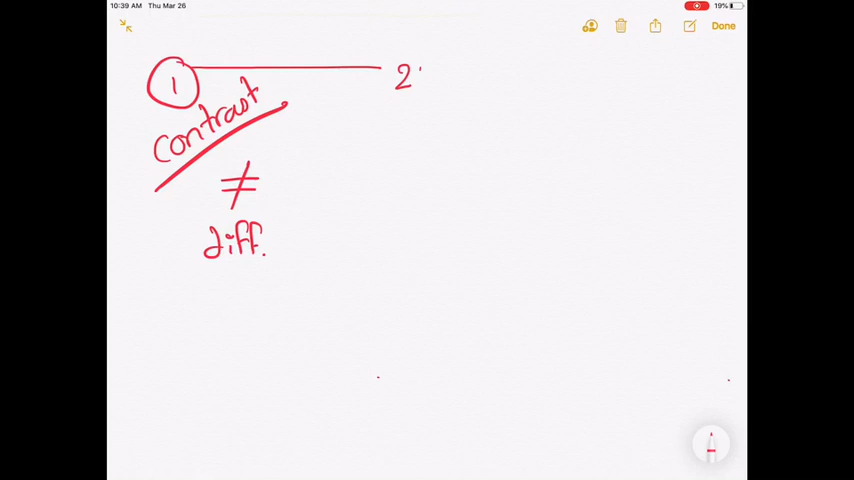 10:39 AM Thu Mar 26
19%
Done
1 2
contrast
≠
diff.